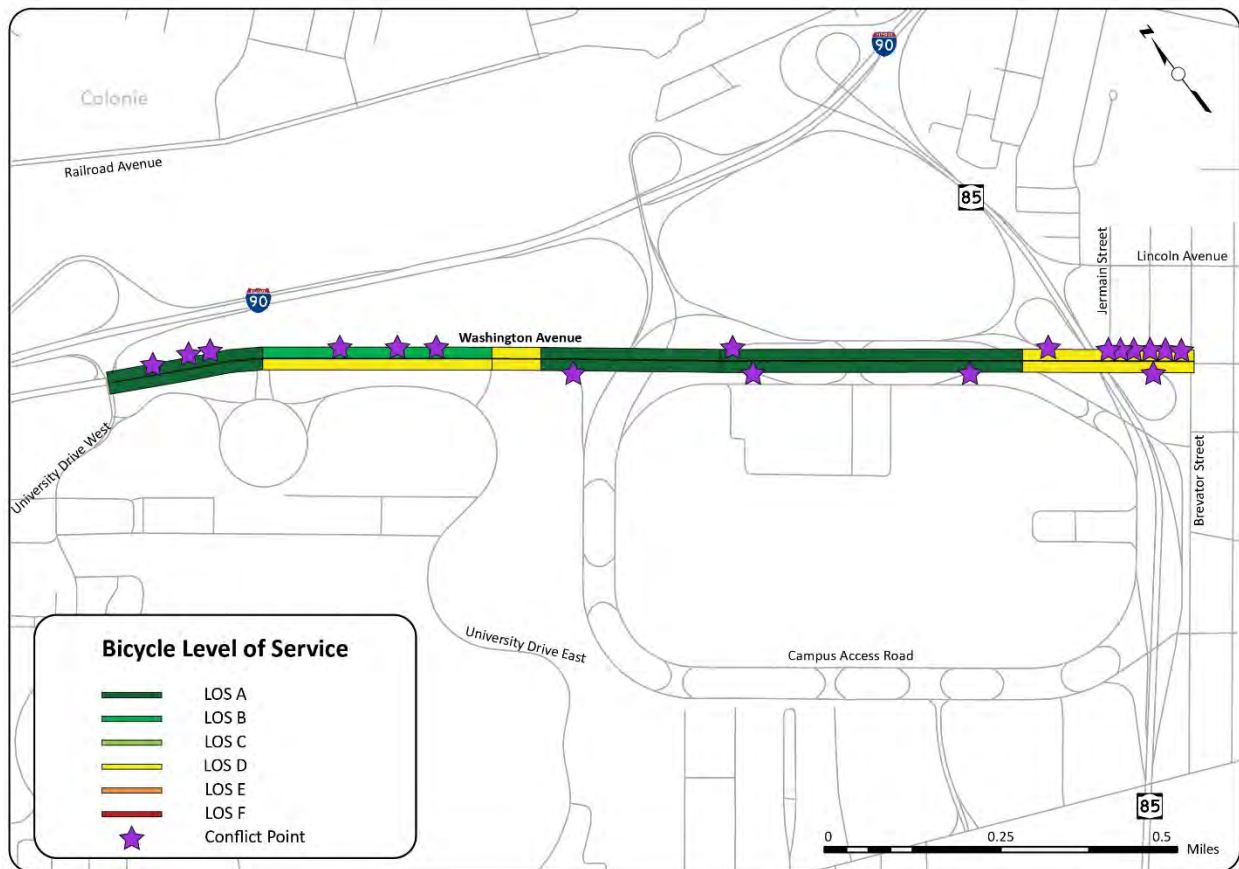 90
N
Colonie
Railroad Avenue
85
Jermain Street
Lincoln Avenue
90
Washington Avenue
University Drive West
Brevator Street
University Drive East
Campus Access Road
Bicycle Level of Service
LOS A
LOS B
LOS C
LOS D
LOS E
LOS F
Conflict Point
85
0 0.25 0.5
Miles